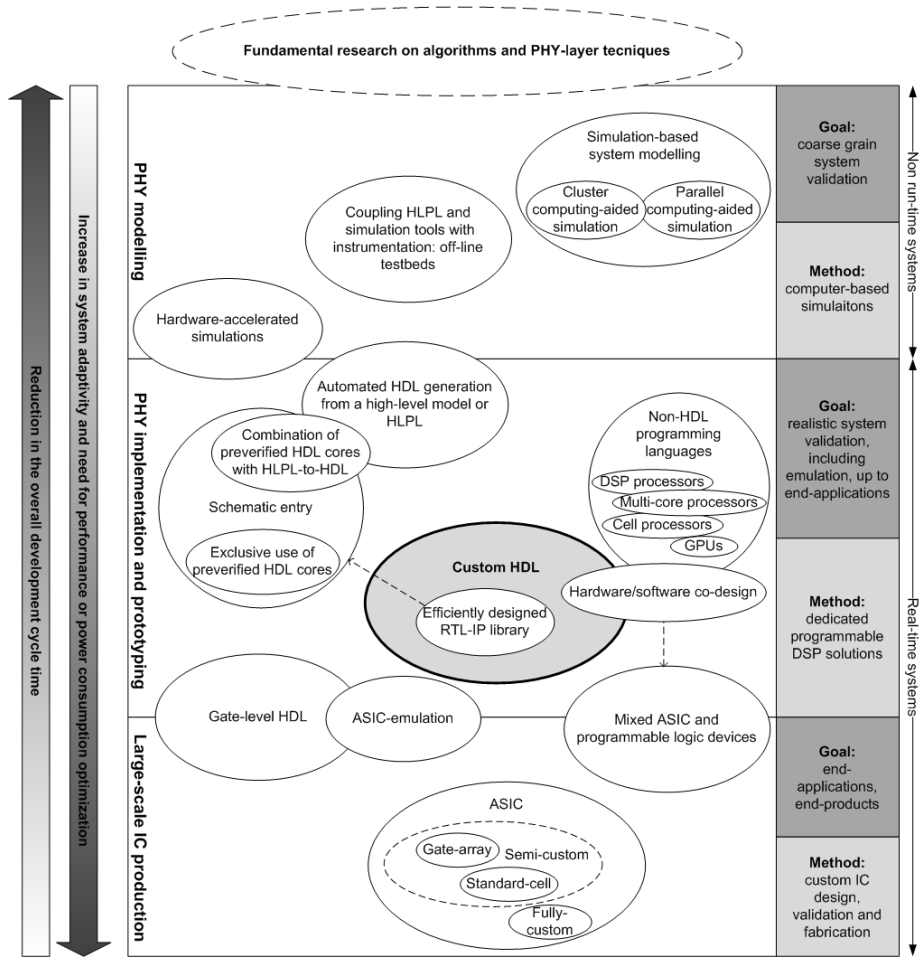 Fundamental research on algorithms and PHY-layer tecniques
Reduction in the overall development cycle time
Increase in system adaptivity and need for performance or power consumption optimization
PHY modelling
Simulation-based
system modelling
Cluster
computing-aided
simulation
Parallel
computing-aided
simulation
Coupling HLPL and
simulation tools with
instrumentation: off-line
testbeds
Hardware-accelerated
simulations
Goal:
coarse grain
system
validation
Method:
computer-based
simulaitons
Non run-time systems
PHY implementation and prototyping
Automated HDL generation
from a high-level model or
HLPL
Combination of
preverified HDL cores
with HLPL-to-HDL
Schematic entry
Exclusive use of
preverified HDL cores
Non-HDL
programming
languages
DSP processors
Multi-core processors
Cell processors
GPUs
Custom HDL
Efficiently designed
RTL-IP library
Hardware/software co-design
Gate-level HDL
ASIC-emulation
Mixed ASIC and
programmable logic devices
Goal:
realistic system
validation,
including
emulation, up to
end-applications
Method:
dedicated
programmable
DSP solutions
Real-time systems
Large-scale IC production
ASIC
Gate-array
Semi-custom
Standard-cell
Fully-
custom
Goal:
end-
applications,
end-products
Method:
custom IC
design,
validation and
fabrication